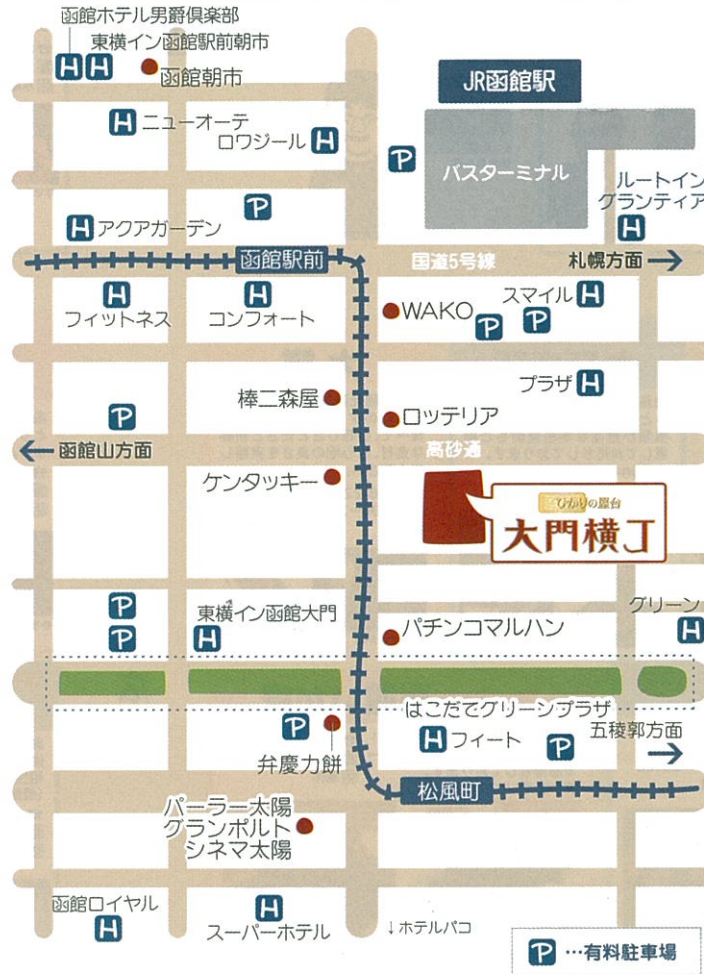 函館ホテル男爵倶楽部
東横イン函館駅前朝市
H H
函館朝市
JR函館駅
H ニューオーテ
ロワジール H
P
バスターミナル
ルートイン
グランティア
H
P
H アクアガーデン
函館駅前
国道5号線
札幌方面 →
H
フィットネス
H
コンフォート
WAKO
P
スマイル H
P
プラザ H
棒二森屋
ロッテリア
P
← 函館山方面
高砂通
ケンタッキー
ひかりの屋台
大門横丁
P
P
東横イン函館大門
H
グリーン
H
パチンコマルハン
はこだてグリーンプラザ
P
弁慶力餅
H フィート
P
五稜郭方面
→
松風町
パーラー太陽
グランポルト
シネマ太陽
函館ロイヤル
H
H
スーパーホテル
↓ホテルパコ
P …有料駐車場